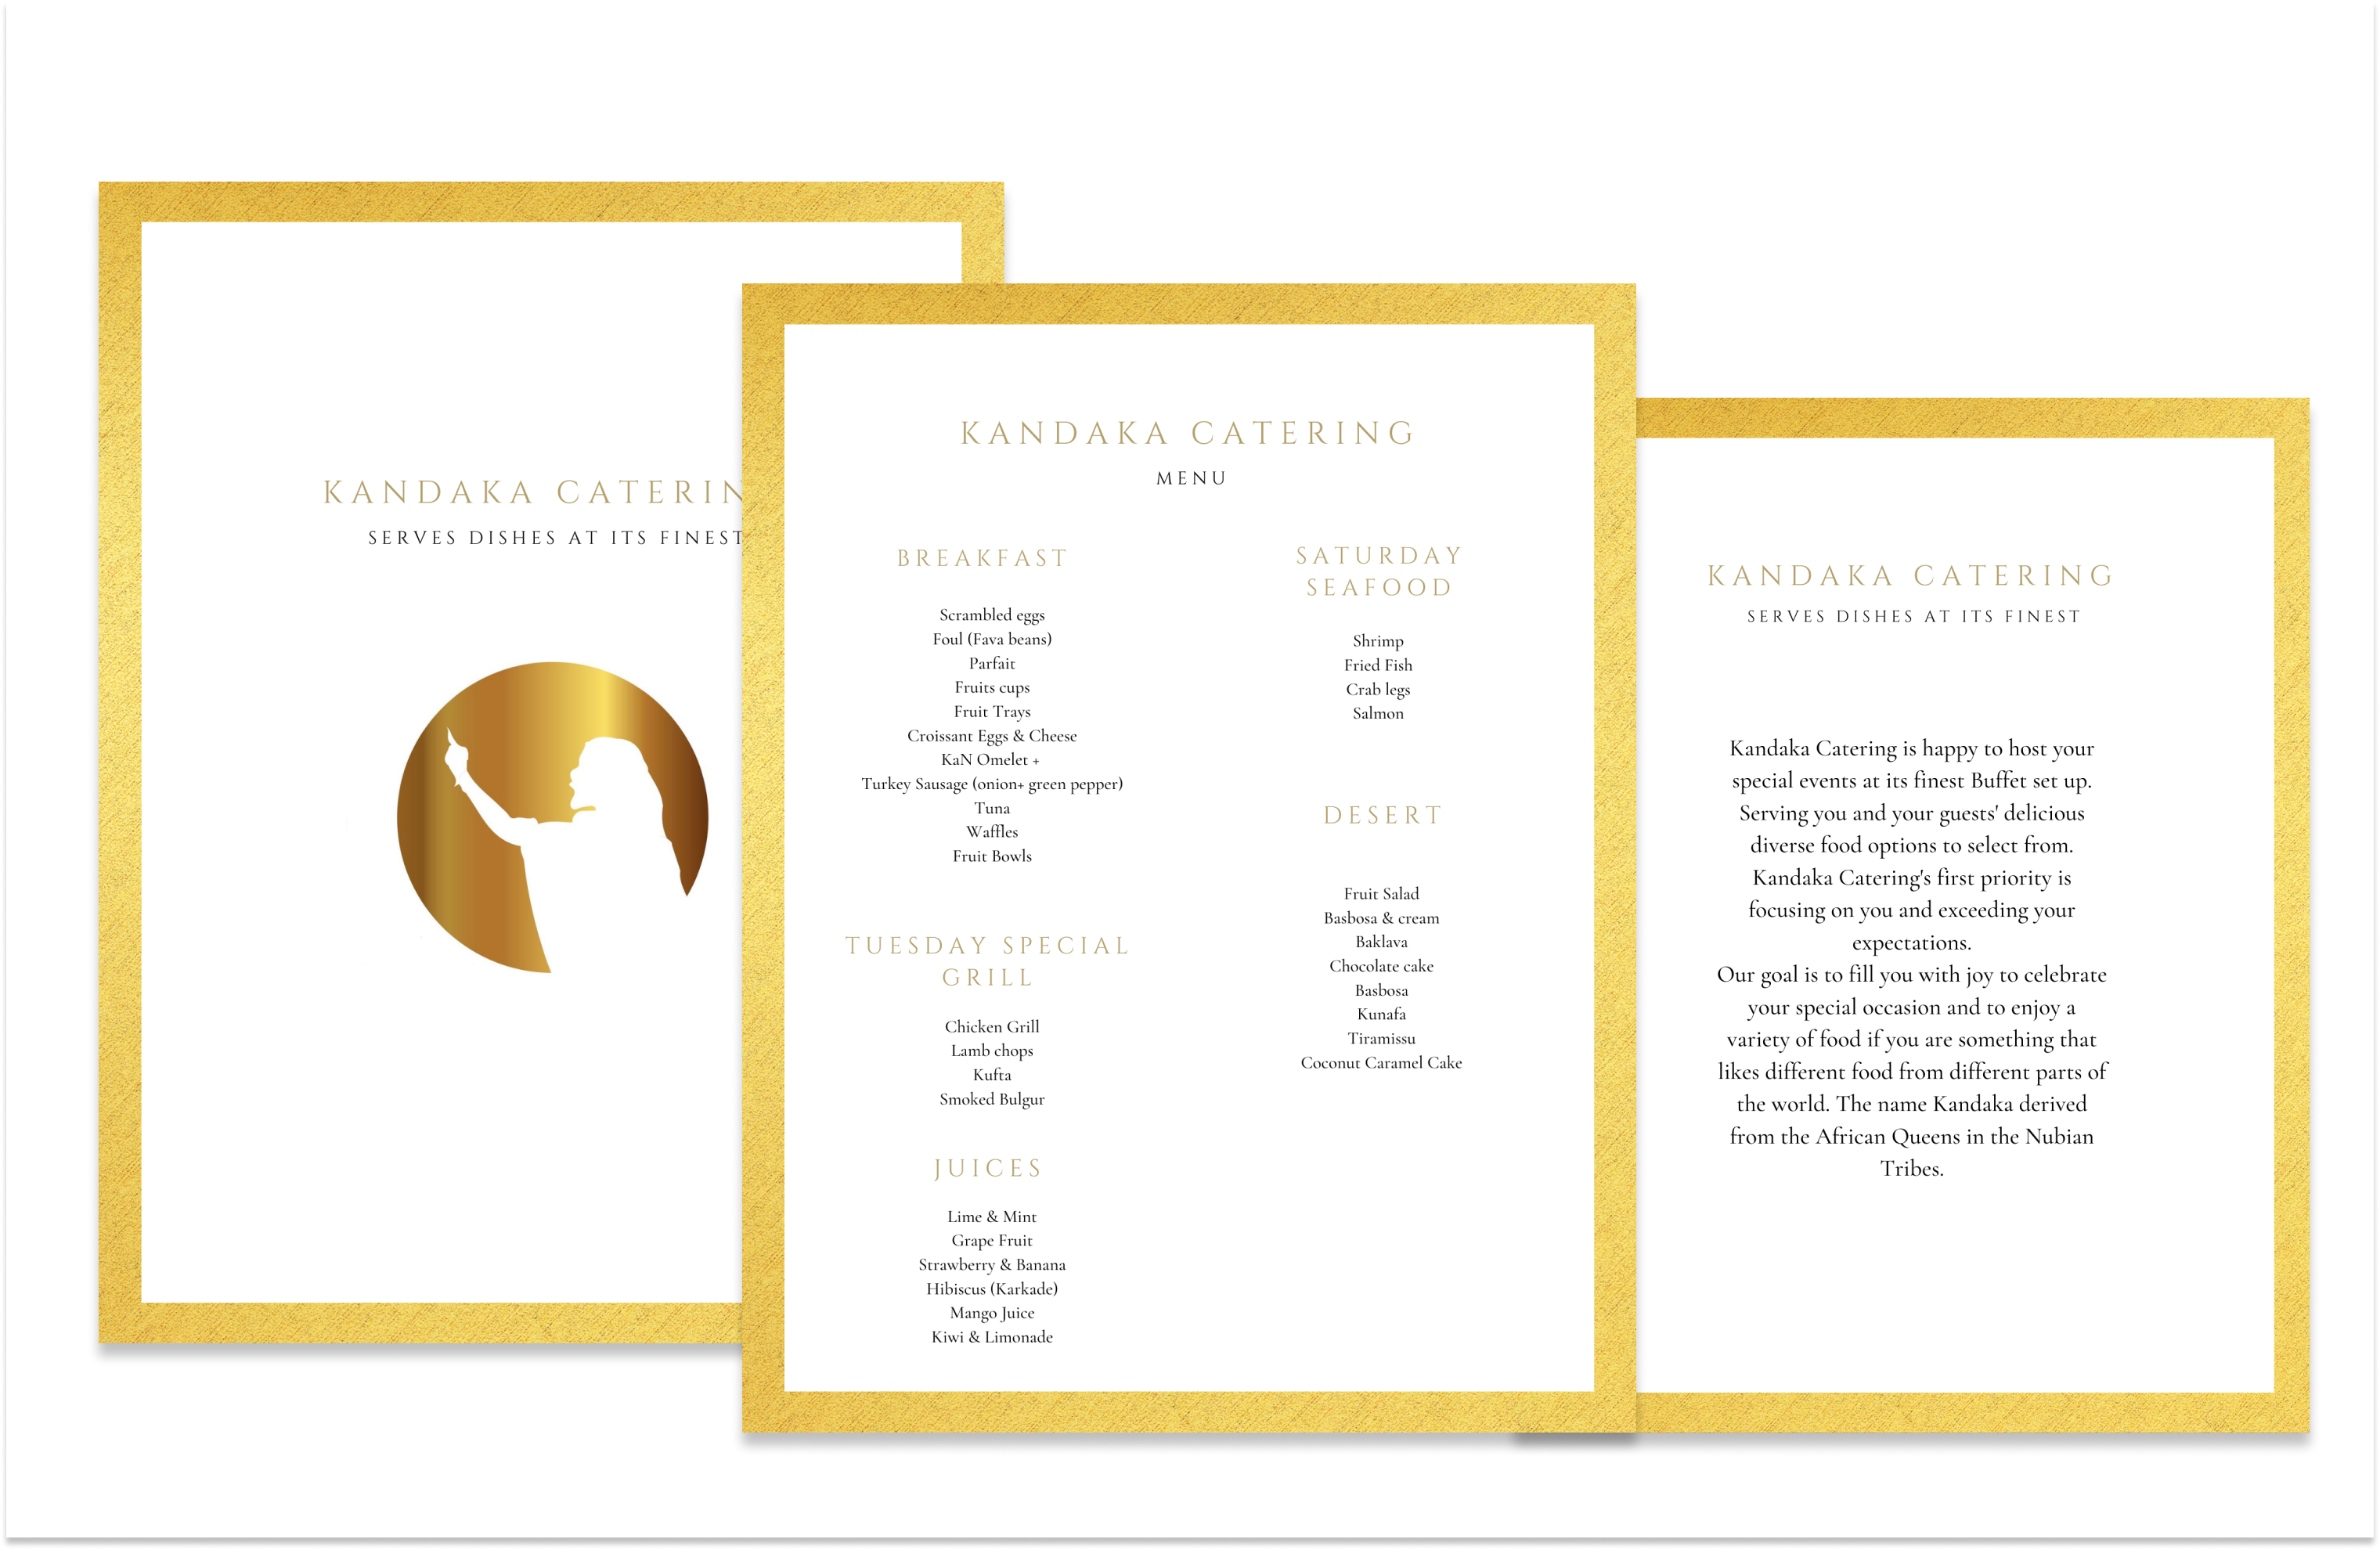 KANDAKA CATERIN
SERVES DISHES AT ITS FINEST
KANDAKA CATERING
MENU
BREAKFAST
Scrambled eggs
Foul (Fava beans)
Parfait
Fruits cups
Fruit Trays
Croissant Eggs & Cheese
KaN Omelet +
Turkey Sausage (onion+ green pepper)
Tuna
Waffles
Fruit Bowls
TUESDAY SPECIAL
GRILL
Chicken Grill
Lamb chops
Kufta
Smoked Bulgur
JUICES
Lime & Mint
Grape Fruit
Strawberry & Banana
Hibiscus (Karkade)
Mango Juice
Kiwi & Limonade
SATURDAY
SEAFOOD
Shrimp
Fried Fish
Crab legs
Salmon
DESERT
Fruit Salad
Basbosa & cream
Baklava
Chocolate cake
Basbosa
Kunafa
Tiramissu
Coconut Caramel Cake
KANDAKA CATERING
SERVES DISHES AT ITS FINEST
Kandaka Catering is happy to host your
special events at its finest Buffet set up.
Serving you and your guests' delicious
diverse food options to select from.
Kandaka Catering's first priority is
focusing on you and exceeding your
expectations.
Our goal is to fill you with joy to celebrate
your special occasion and to enjoy a
variety of food if you are something that
likes different food from different parts of
the world. The name Kandaka derived
from the African Queens in the Nubian
Tribes.